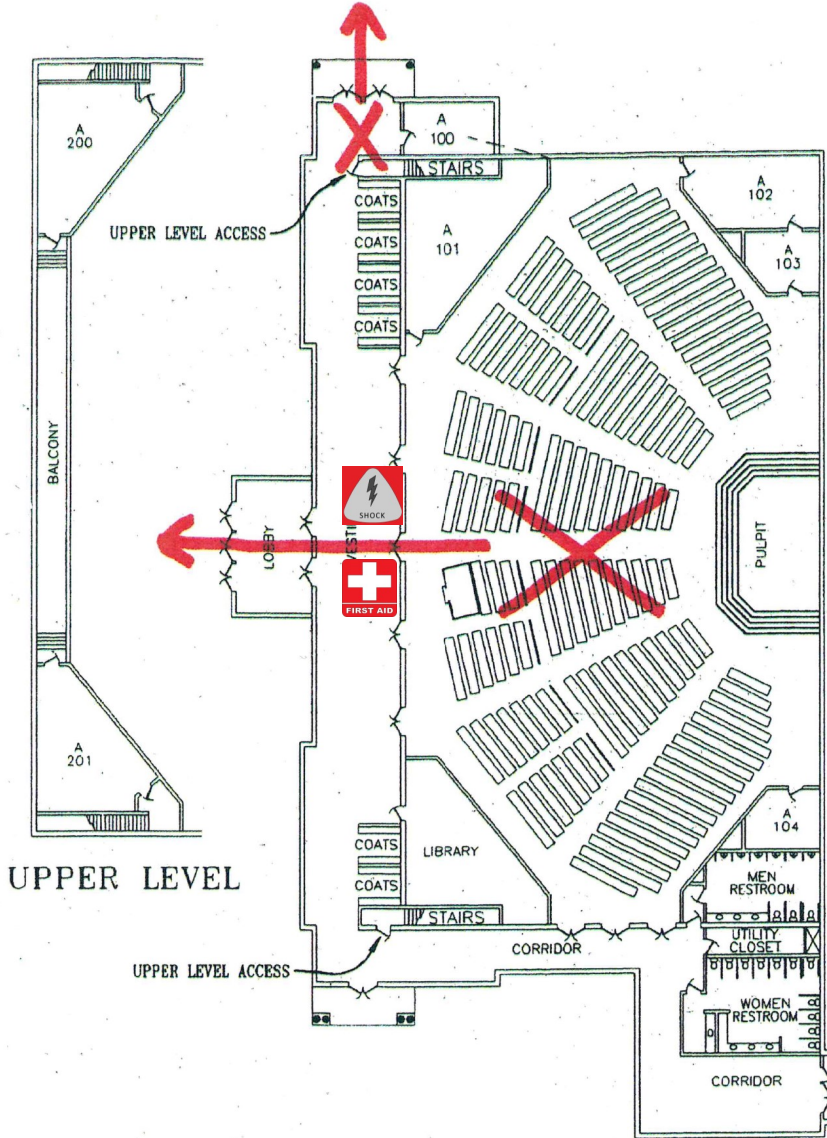 A
200
BALCONY
A
201
UPPER LEVEL
UPPER LEVEL ACCESS
A
100
STAIRS
COATS
COATS
COATS
COATS
A
101
A
102
A
103
SHOCK
LOBBY
VESTI
FIRST AID
PULPIT
COATS
COATS
LIBRARY
STAIRS
UPPER LEVEL ACCESS
CORRIDOR
A
104
MEN
RESTROOM
UTILITY
CLOSET
WOMEN
RESTROOM
CORRIDOR